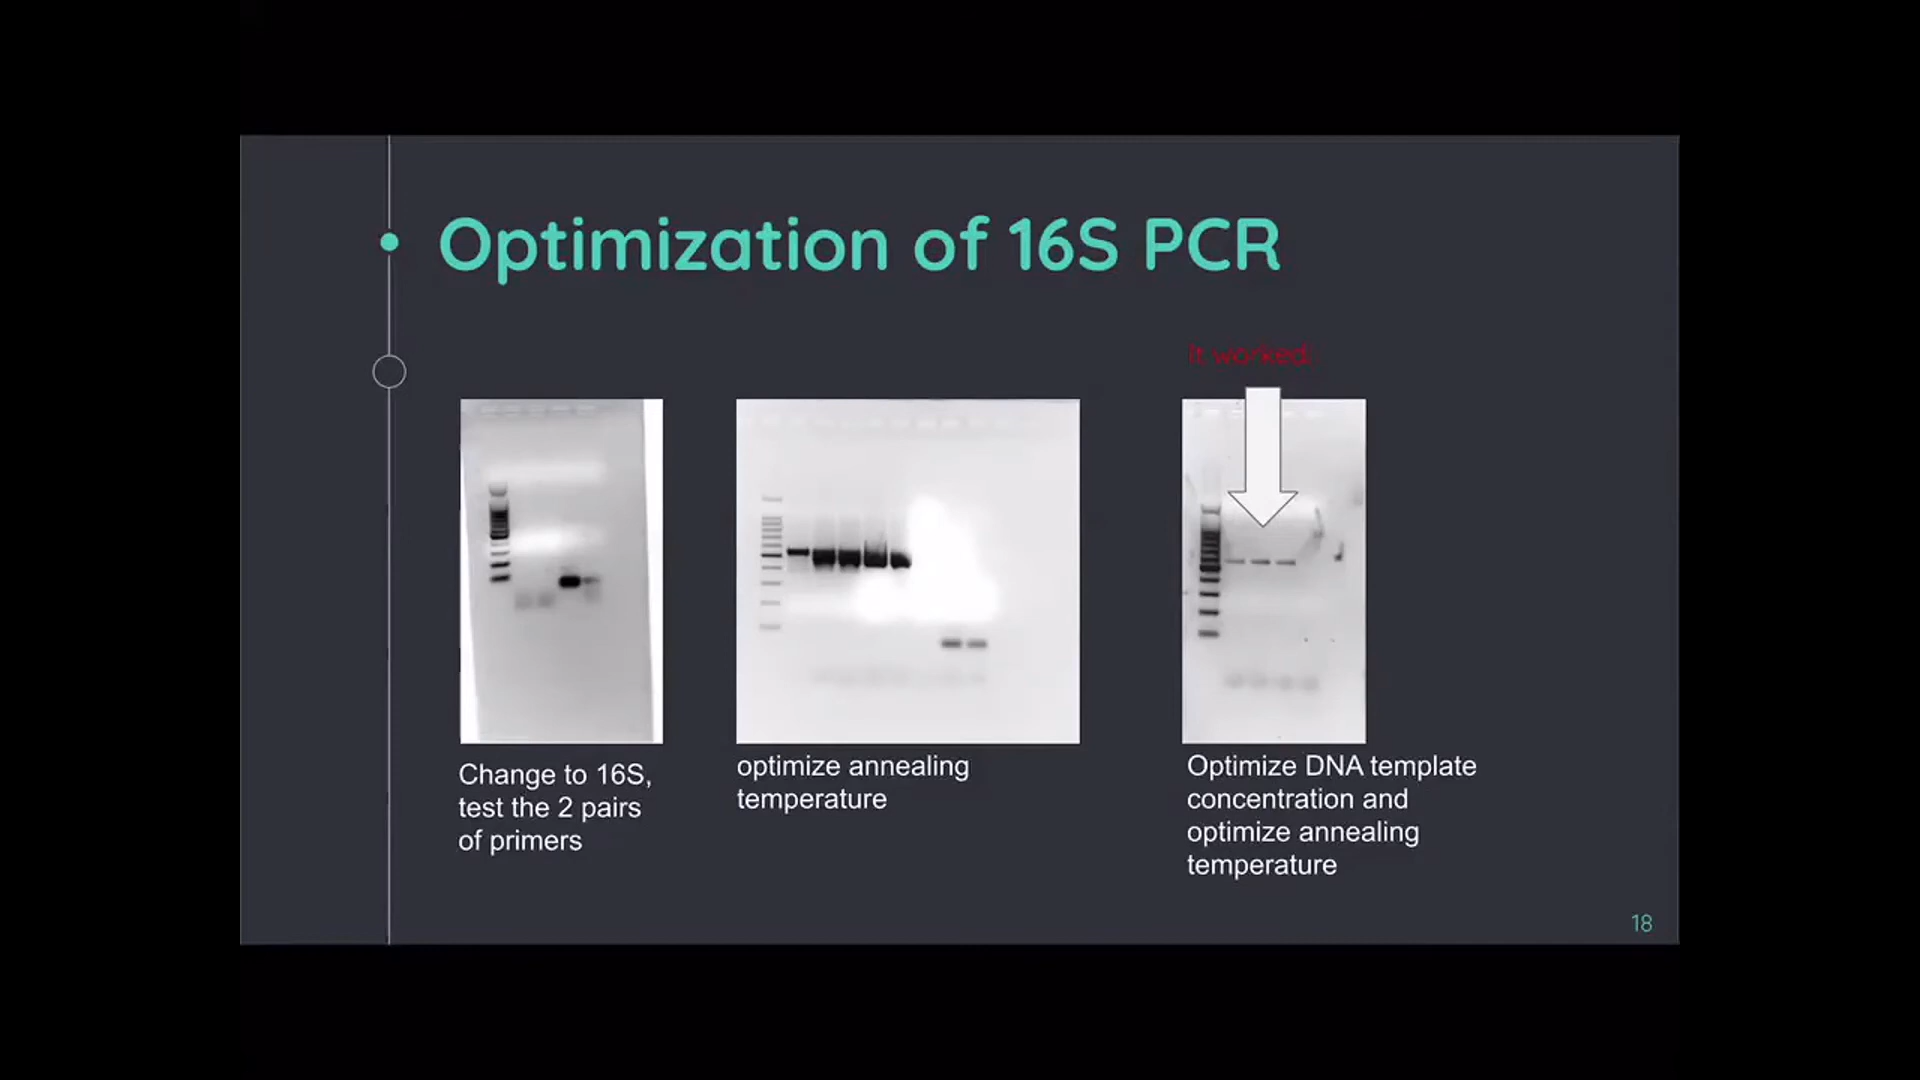 Optimization of 16S PCR
It worked!
Change to 16S,
test the 2 pairs
of primers
optimize annealing
temperature
Optimize DNA template
concentration and
optimize annealing
temperature
18